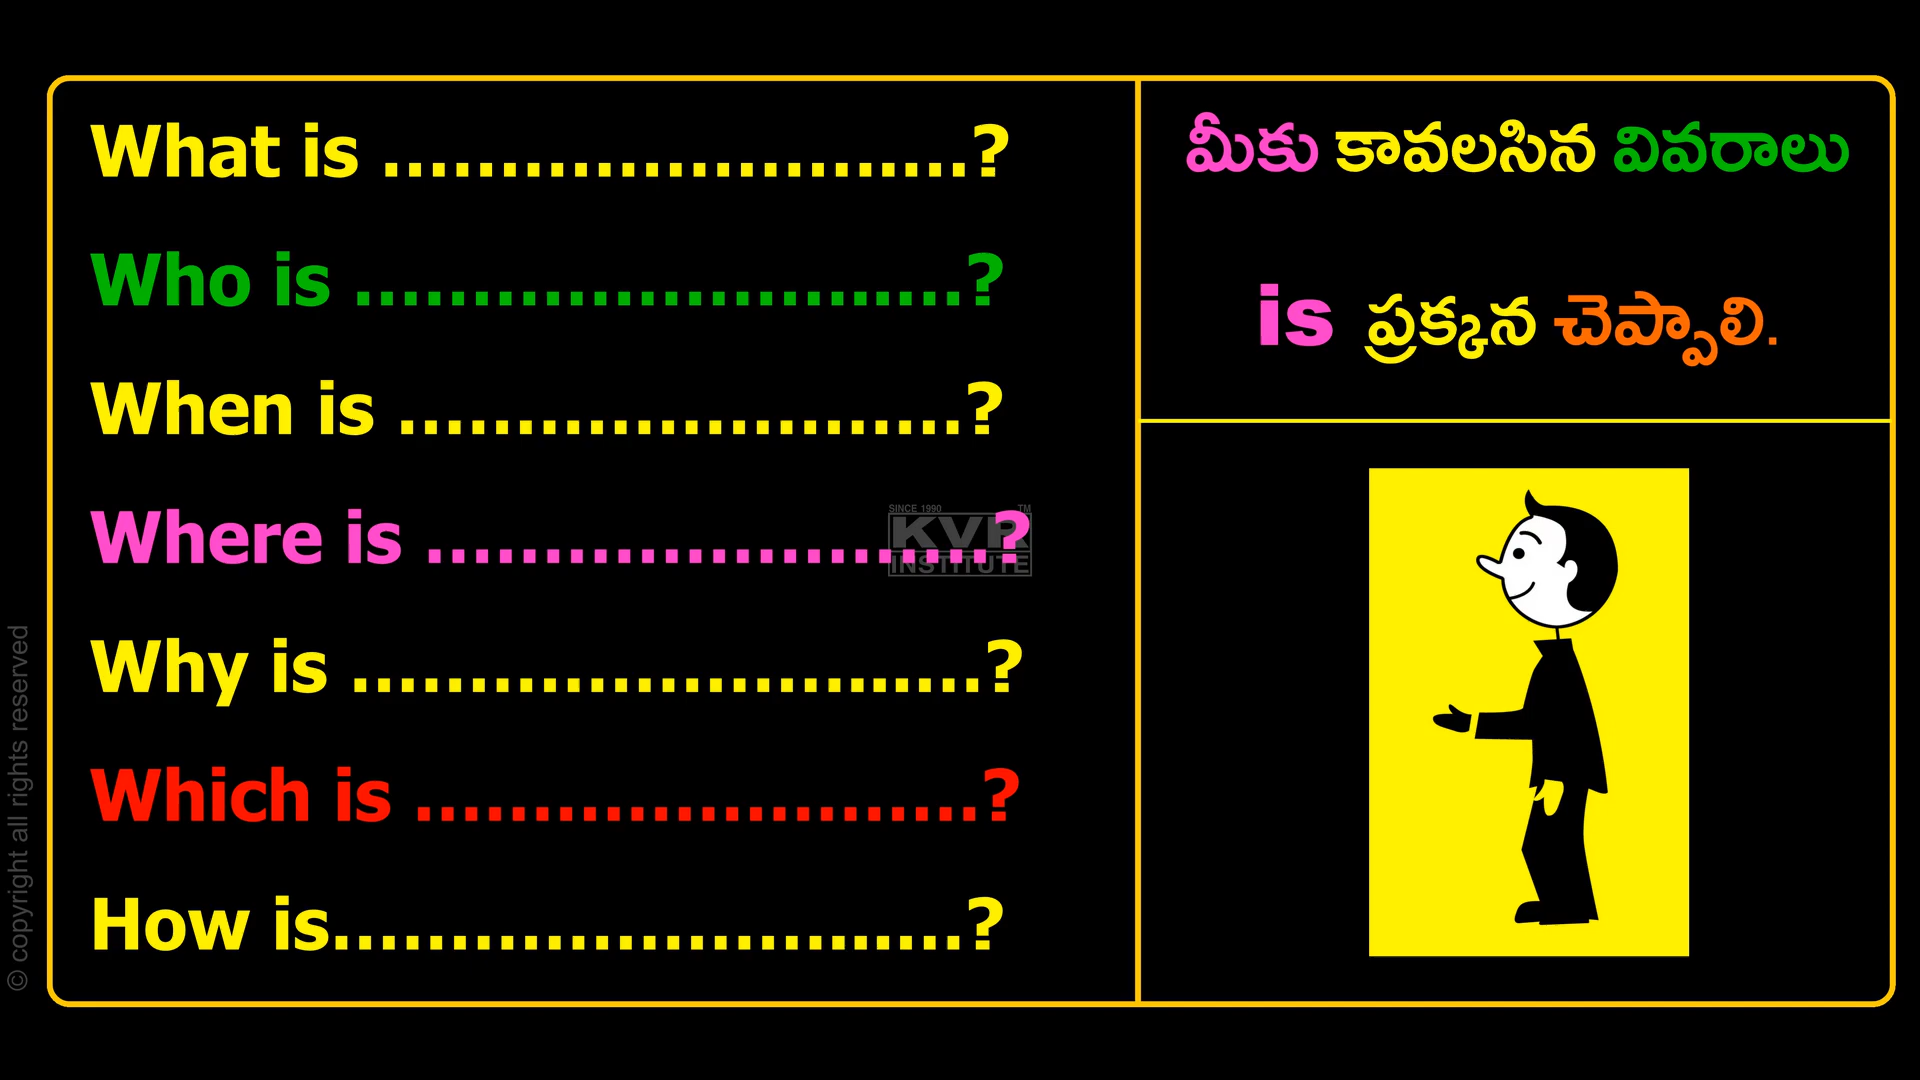 What is .........................?
Who is ..........................?
When is ........................?
Where is ........................?
Why is ...........................?
Which is ........................?
How is...........................?
మీకు కావలసిన వివరాలు
is ప్రక్కన చెప్పాలి.
SINCE 1990 TM
KVR
INSTITUTE
© copyright all rights reserved